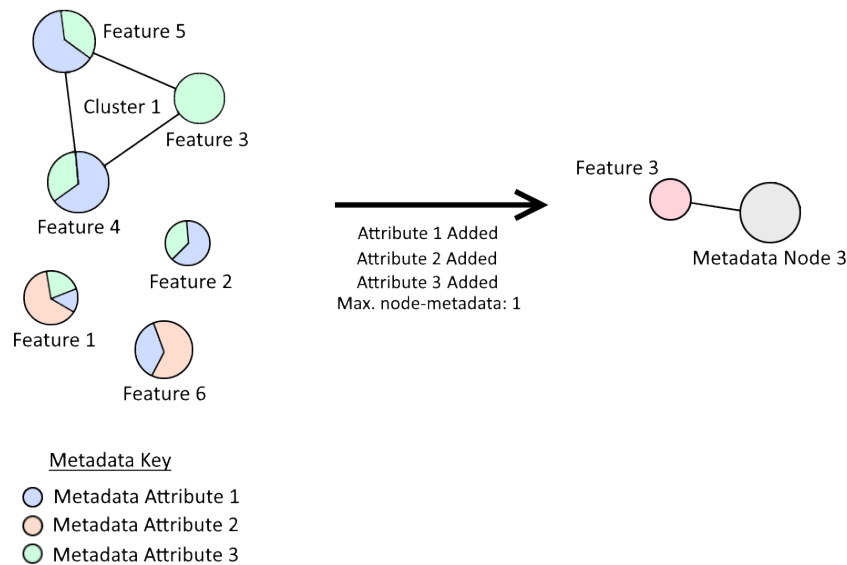 Feature 5
Cluster 1
Feature 3
Feature 4
Feature 2
Feature 1
Feature 6
Attribute 1 Added
Attribute 2 Added
Attribute 3 Added
Max. node-metadata: 1
Feature 3
Metadata Node 3
Metadata Key
Metadata Attribute 1
Metadata Attribute 2
Metadata Attribute 3